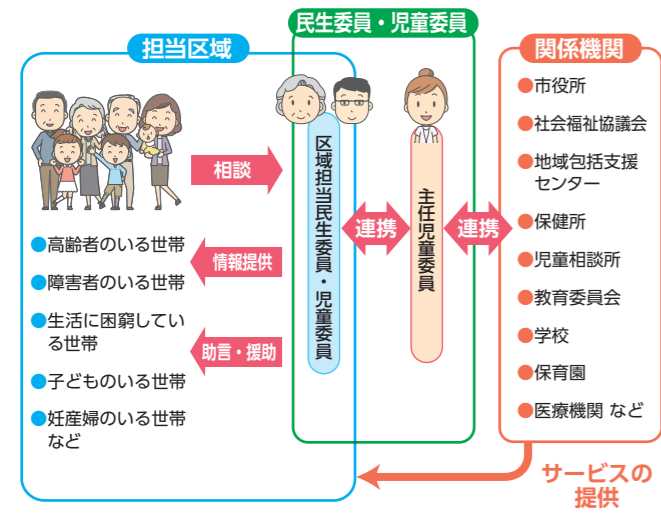 民生委員・児童委員
担当区域
関係機関
相談
情報提供
助言・援助
●高齢者のいる世帯
●障害者のいる世帯
●生活に困窮してい
る世帯
●子どものいる世帯
●妊産婦のいる世帯
など
区域担当民生委員・児童委員
連携
主任児童委員
連携
●市役所
●社会福祉協議会
●地域包括支援
センター
●保健所
●児童相談所
●教育委員会
●学校
●保育園
●医療機関 など
サービスの
提供